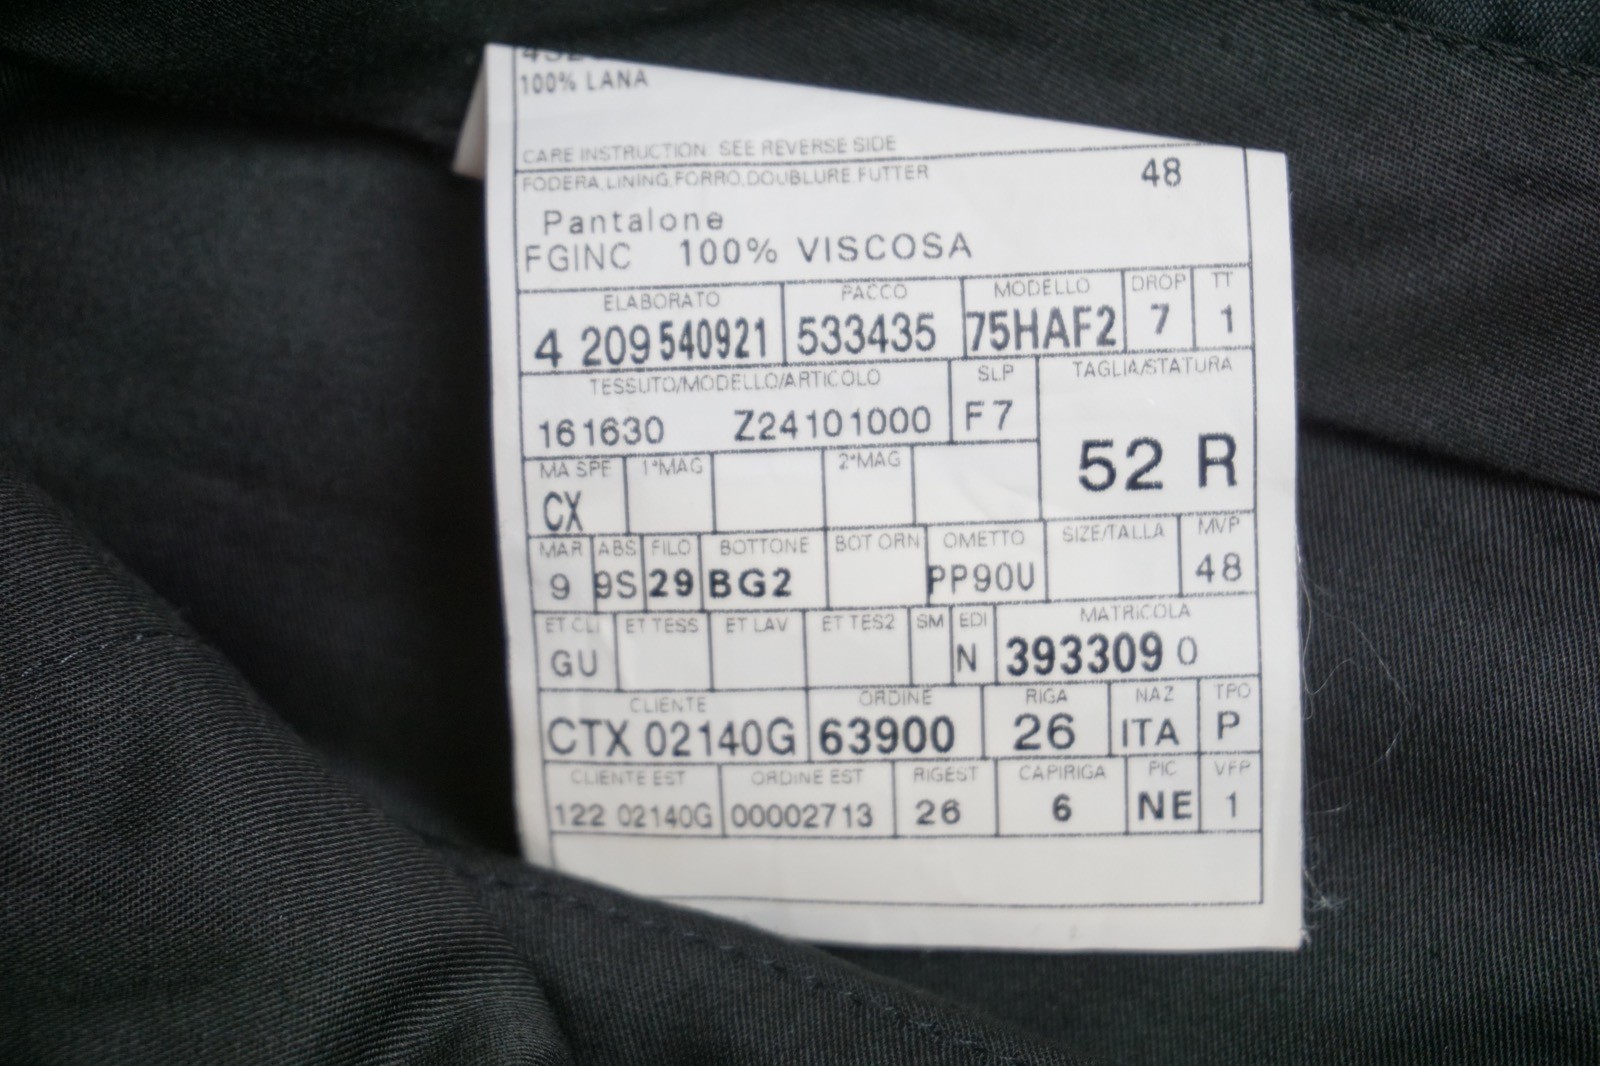 100% LANA
CARE INSTRUCTION SEE REVERSE SIDE
FODERA,LINING,FORRO,DOUBLURE,FUTTER 48
Pantalone
FGINC 100% VISCOSA
ELABORATO PACCO MODELLO DROP TT
4 209540921 533435 75HAF2 7 1
TESSUTO/MODELLO/ARTICOLO SLP TAGLIA/STATURA
161630 Z24101000 F7 52 R
MA SPE 1°MAG 2°MAG
CX
MAR ABS FILO BOTTONE BOT ORN OMETTO SIZE/TALLA MVP
9 9S 29 BG2 PP90U 48
ET CLI ET TESS ET LAV ET TES2 SM EDI MATRICOLA
GU N 393309 0
CLIENTE ORDINE RIGA NAZ TPO
CTX 02140G 63900 26 ITA P
CLIENTE EST ORDINE EST RIGEST CAPIRIGA PIC VFP
122 02140G 00002713 26 6 NE 1